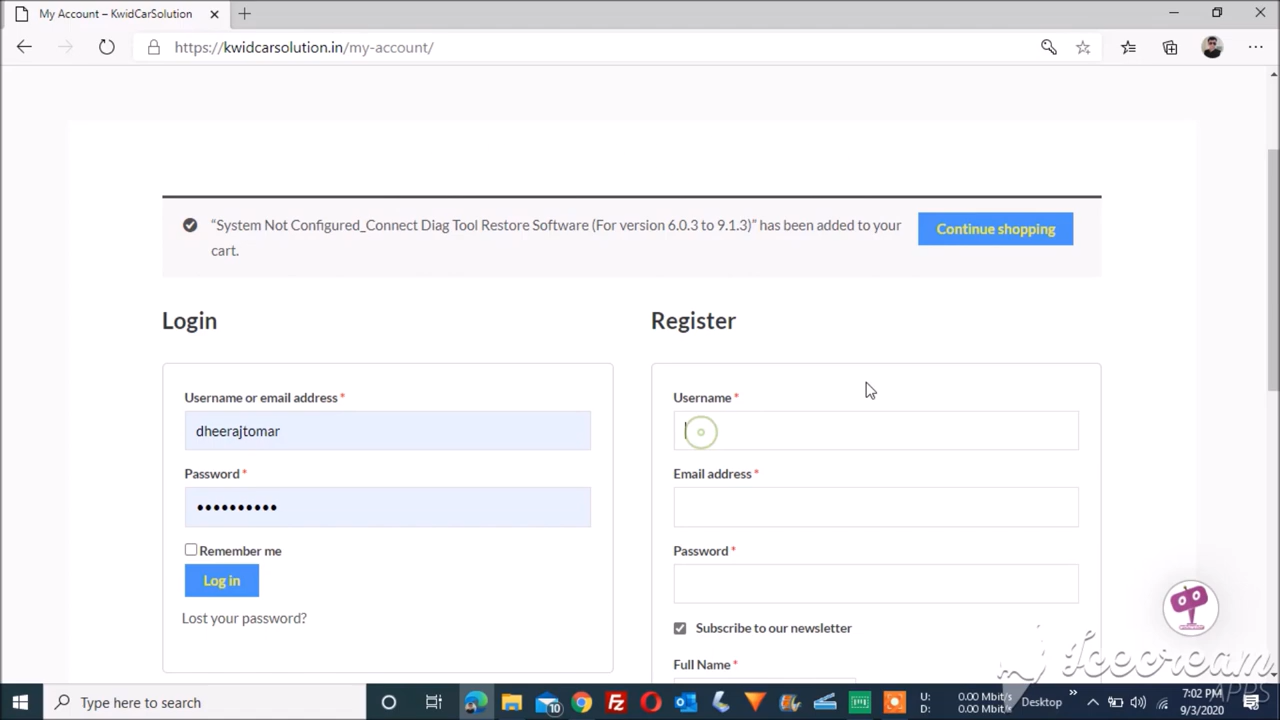 My Account – KwidCarSolution
https://kwidcarsolution.in/my-account/
“System Not Configured_Connect Diag Tool Restore Software (For version 6.0.3 to 9.1.3)” has been added to your
cart.
Continue shopping
Login
Register
Username or email address *
dheerajtomar
Password *
••••••••••
Remember me
Log in
Lost your password?
Username *
Email address *
Password *
Subscribe to our newsletter
Full Name *
Icecream
APPS
Type here to search
10
U: 0.00 Mbit/s
D: 0.00 Mbit/s
Desktop
7:02 PM
9/3/2020